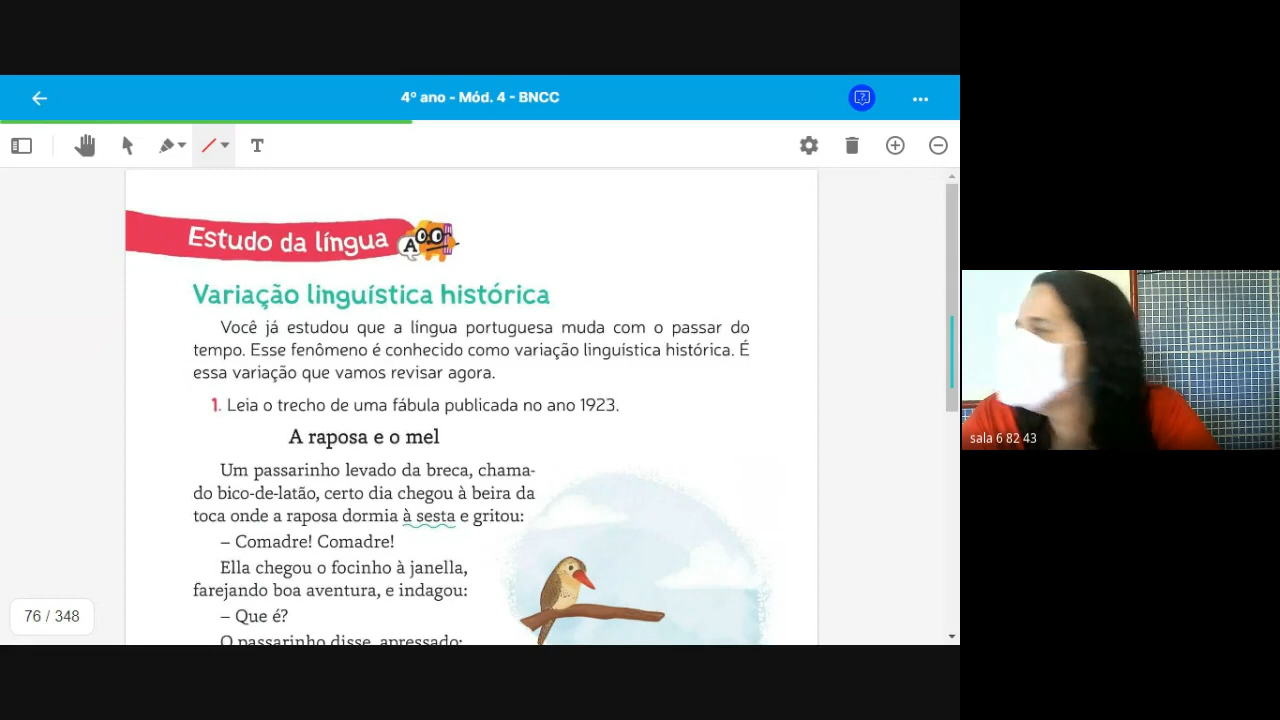 4º ano - Mód. 4 - BNCC
T
Estudo da língua
A
Variação linguística histórica
Você já estudou que a língua portuguesa muda com o passar do
tempo. Esse fenômeno é conhecido como variação linguística histórica. É
essa variação que vamos revisar agora.
1. Leia o trecho de uma fábula publicada no ano 1923.
A raposa e o mel
Um passarinho levado da breca, chama-
do bico-de-latão, certo dia chegou à beira da
toca onde a raposa dormia à sesta e gritou:
– Comadre! Comadre!
Ella chegou o focinho à janella,
farejando boa aventura, e indagou:
– Que é?
O passarinho disse, apressado:
76 / 348
sala 6 82 43